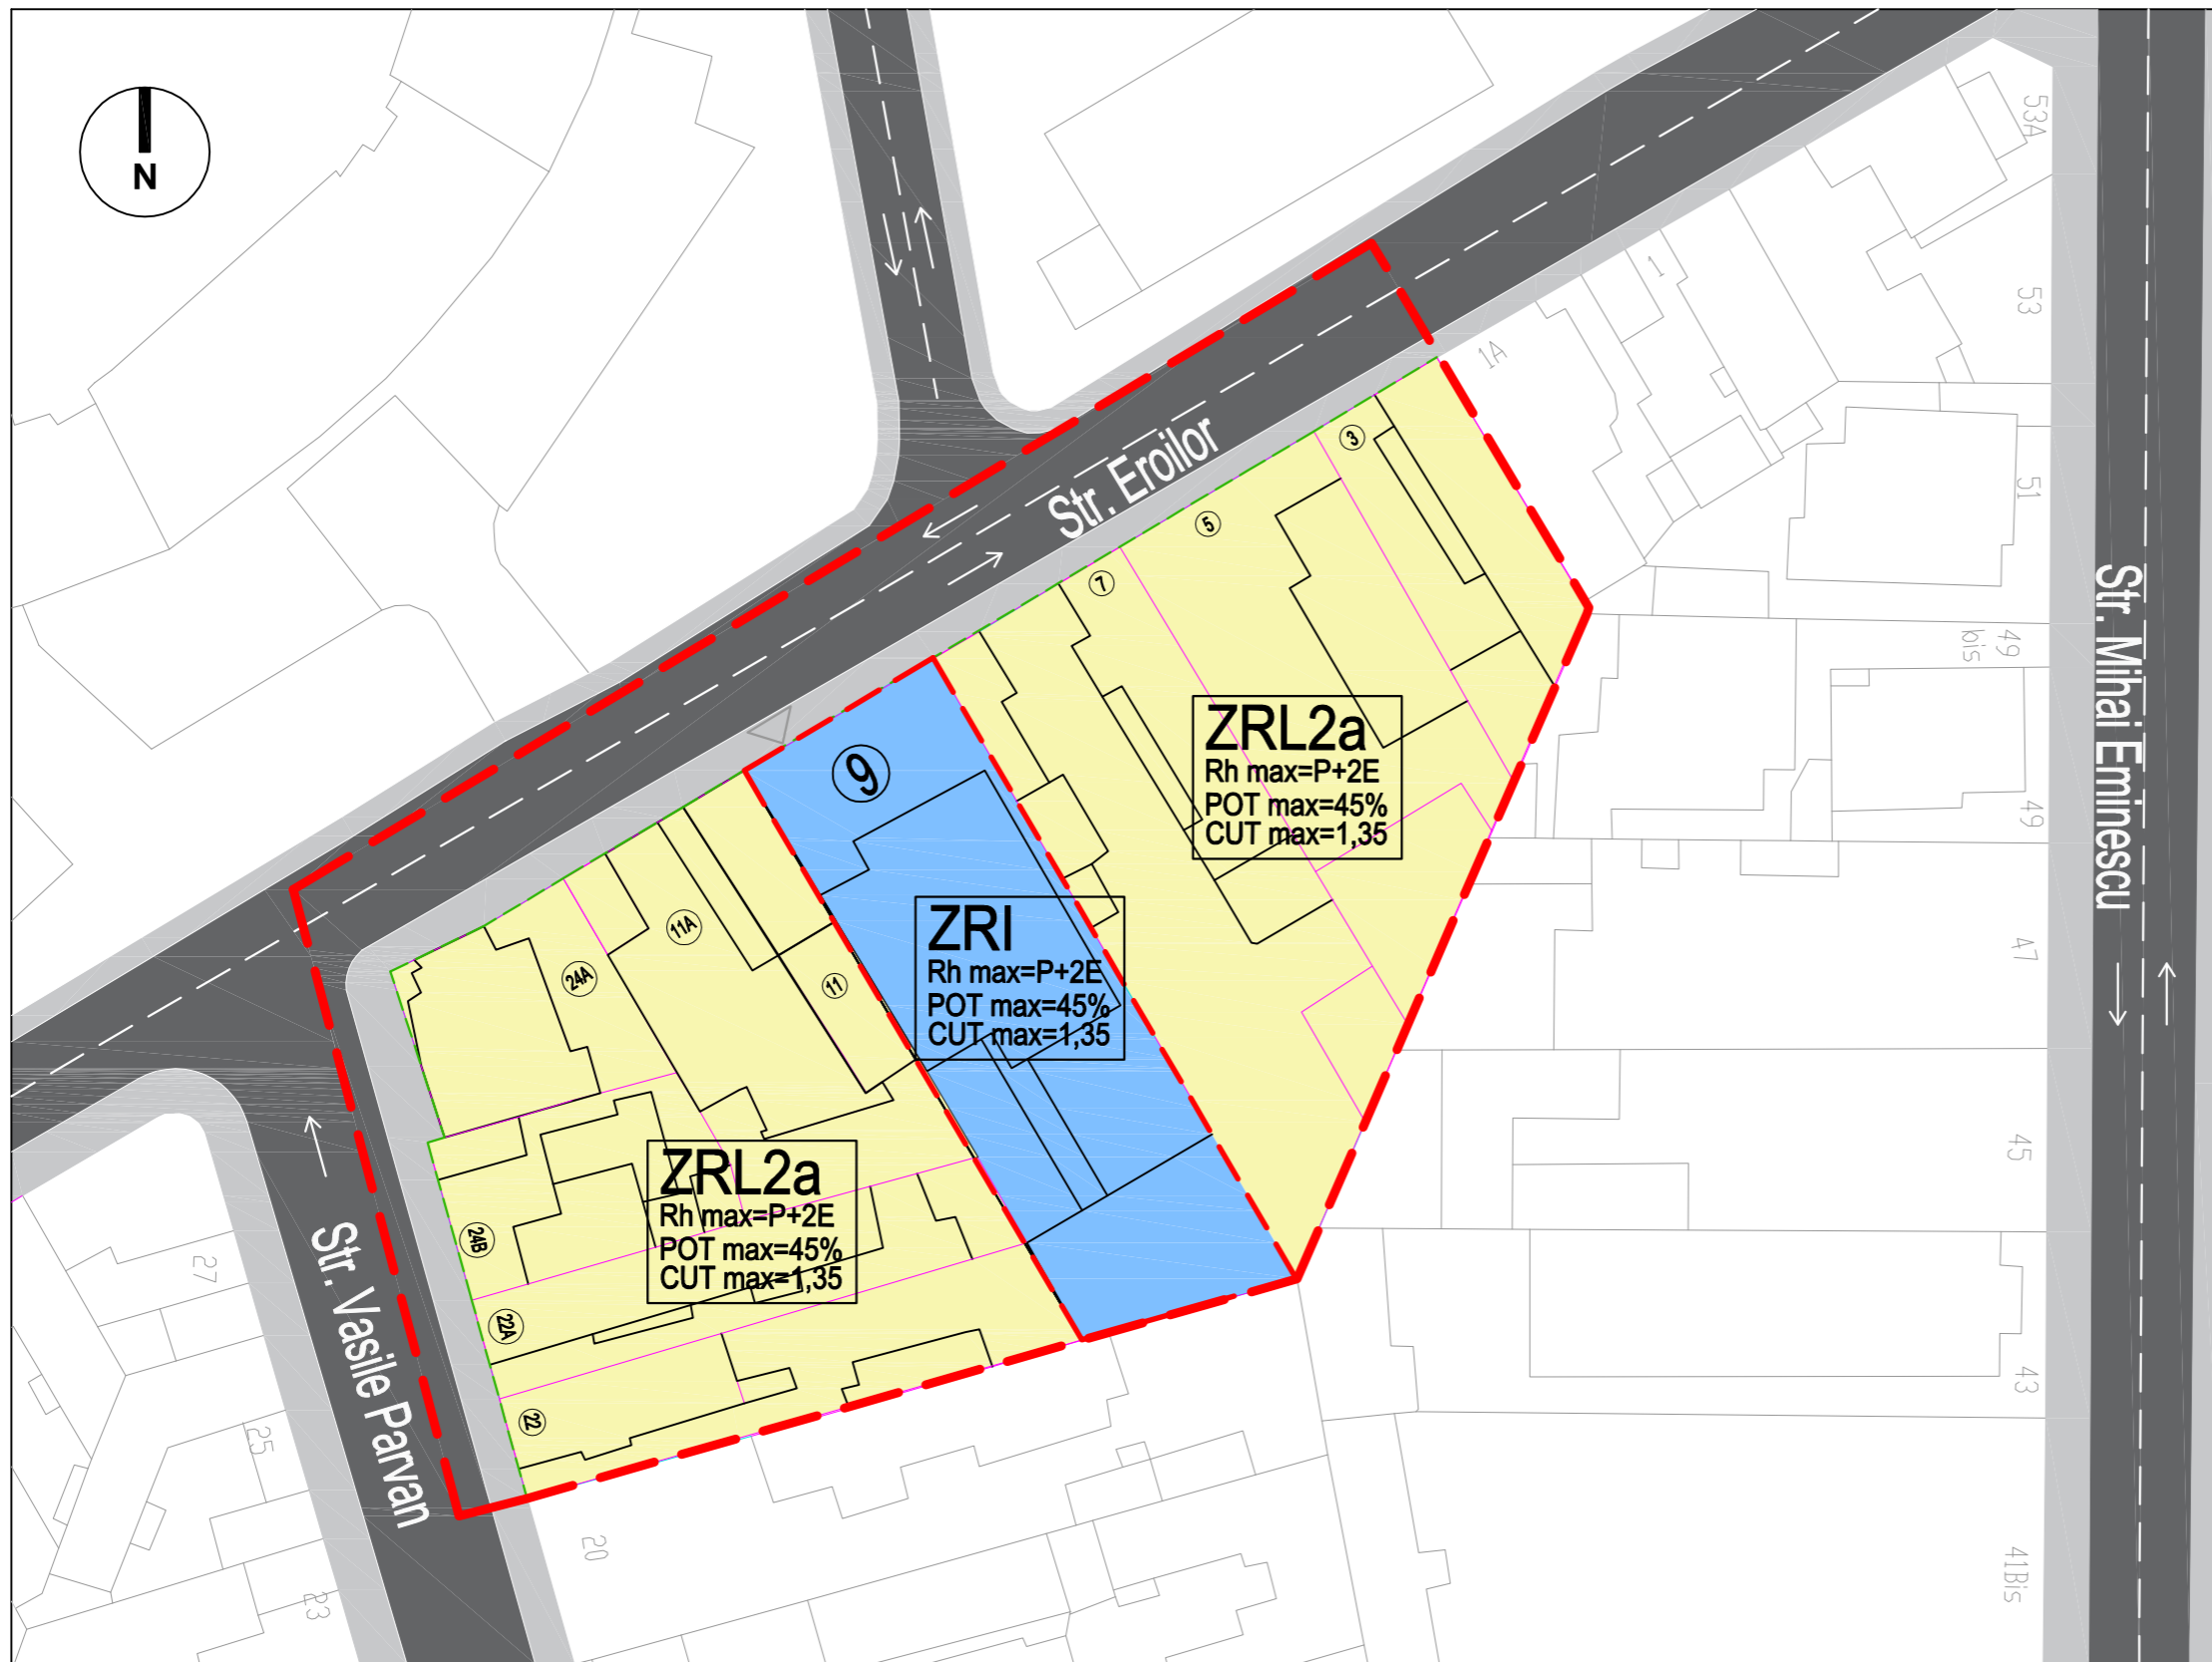 N
53A
1
53
1A
3
Str. Eroilor
5
51
7
49
bis
Str. Mihai Eminescu
ZRL2a
Rh max=P+2E
POT max=45%
CUT max=1,35
9
49
ZRI
Rh max=P+2E
POT max=45%
CUT max=1,35
11A
24A
11
47
ZRL2a
Rh max=P+2E
POT max=45%
CUT max=1,35
45
24B
27
Str. Vasile Parvan
22A
43
22
25
20
41Bis
23